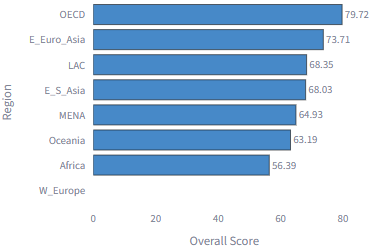 OECD 79.72
E_Euro_Asia 73.71
LAC 68.35
E_S_Asia 68.03
MENA 64.93
Oceania 63.19
Africa 56.39
W_Europe
0 20 40 60 80
Overall Score
Region